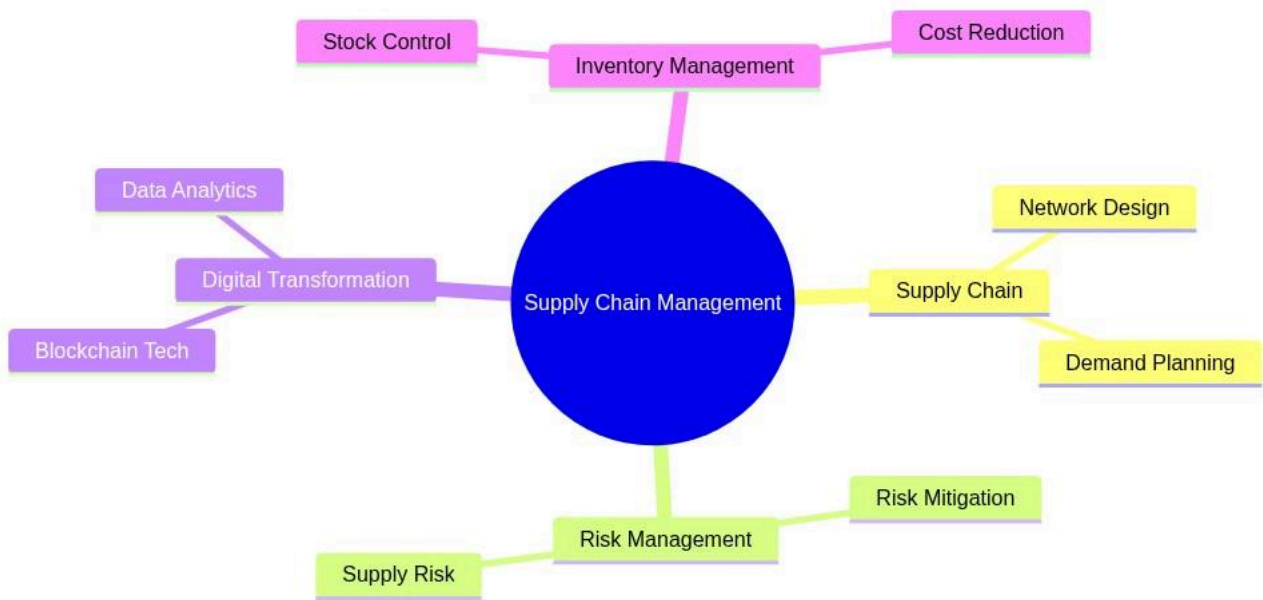 Stock Control
Inventory Management
Cost Reduction
Data Analytics
Digital Transformation
Blockchain Tech
Supply Chain Management
Network Design
Supply Chain
Demand Planning
Risk Mitigation
Risk Management
Supply Risk